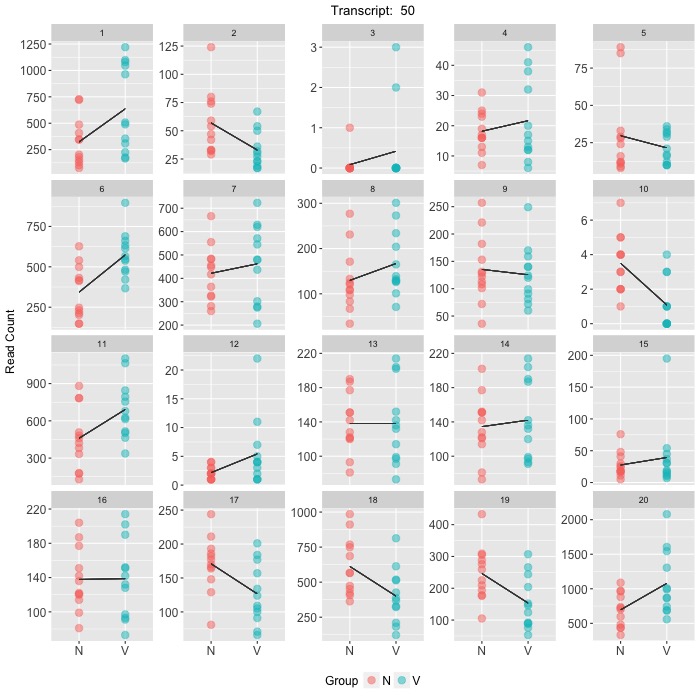 Transcript: 50
1 2 3 4 5
1250 1000 750 500 250
125 100 75 50 25
3 2 1 0
40 30 20 10
75 50 25
6 7 8 9 10
750 500 250
700 600 500 400 300 200
300 200 100
250 200 150 100 50
6 4 2 0
Read Count
11 12 13 14 15
900 600 300
20 15 10 5 0
220 180 140 100
220 180 140 100
200 150 100 50 0
16 17 18 19 20
220 180 140 100
250 200 150 100
1000 750 500 250
400 300 200 100
2000 1500 1000 500
N V N V N V N V N V
Group N V